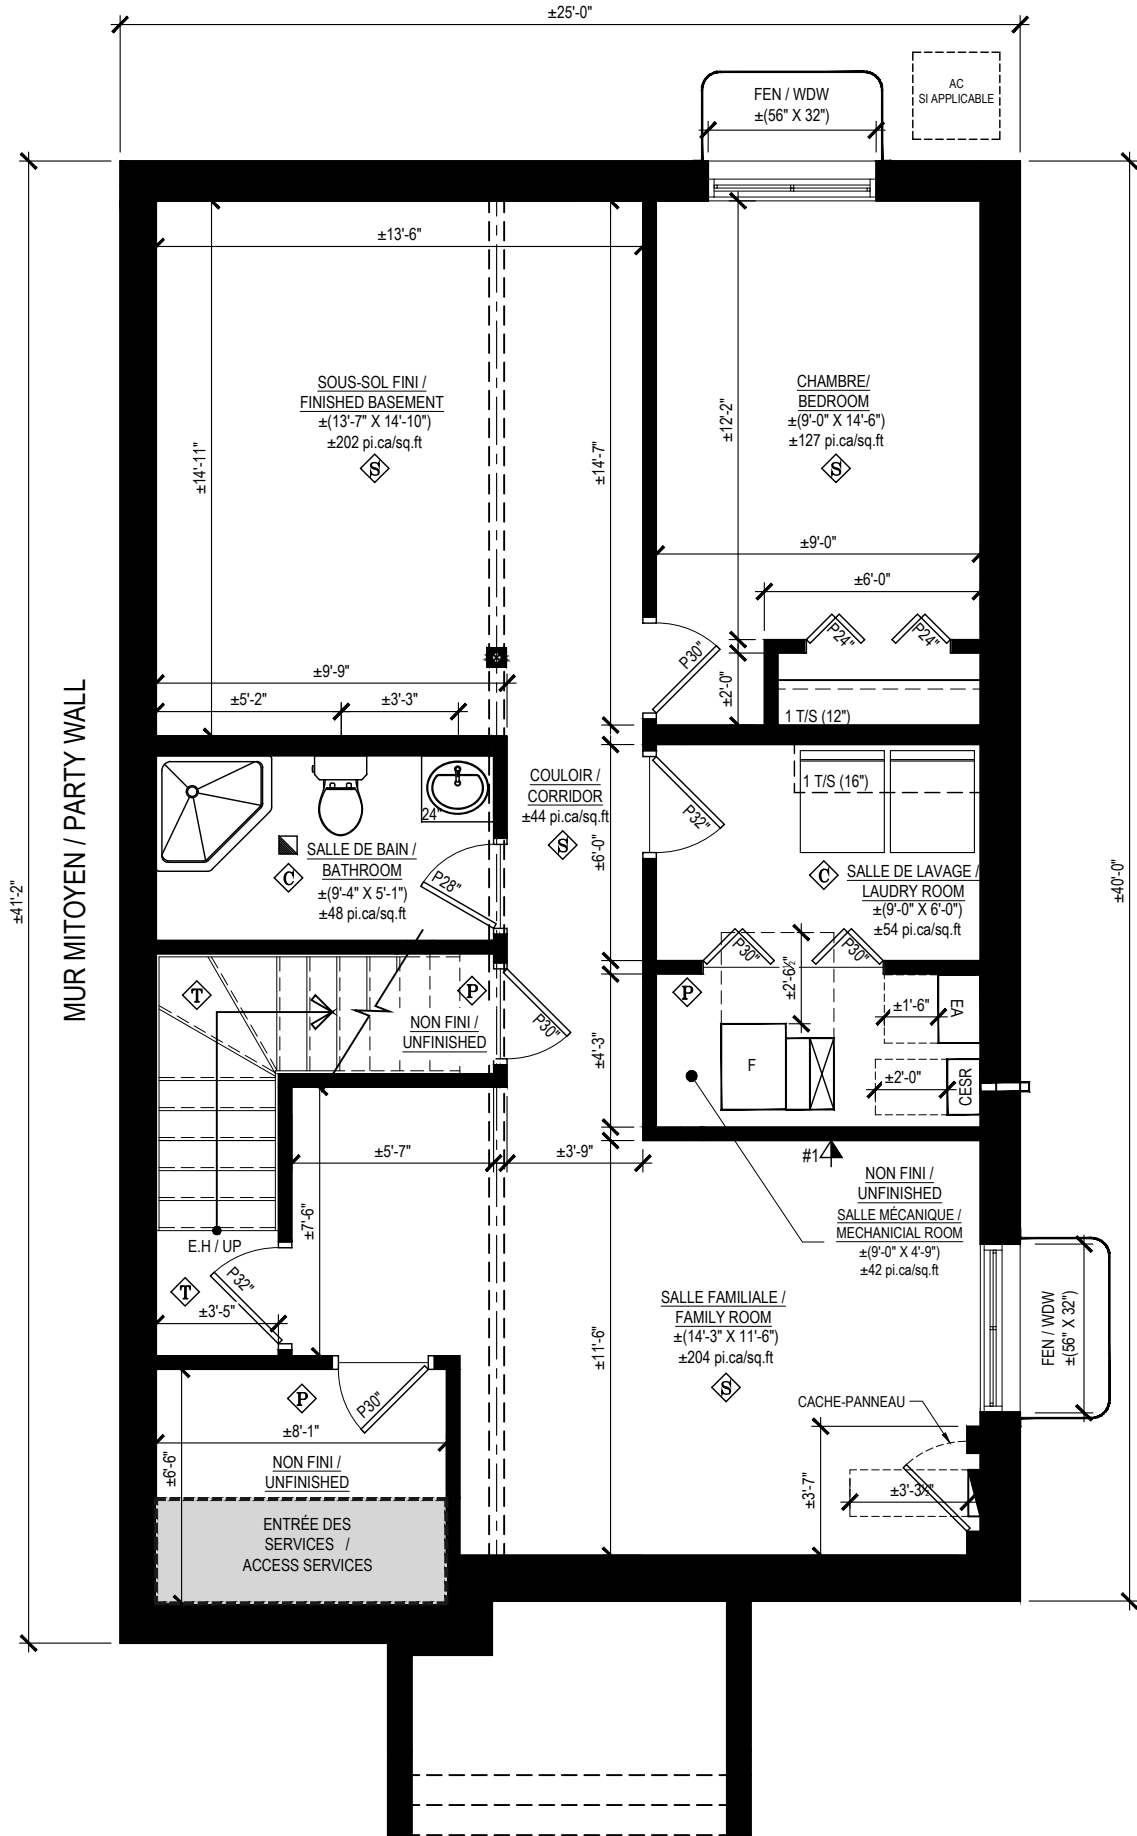 ±25'-0"
AC
SI APPLICABLE
FEN / WDW
±(56" X 32")
±13'-6"
SOUS-SOL FINI /
FINISHED BASEMENT
±(13'-7" X 14'-10")
±202 pi.ca/sq.ft
S
CHAMBRE/
BEDROOM
±(9'-0" X 14'-6")
±127 pi.ca/sq.ft
S
±12'-2"
±14'-11"
±14'-7"
±9'-0"
±6'-0"
P24"
P24"
P30"
±2'-0"
1 T/S (12")
±9'-9"
±5'-2"
±3'-3"
MUR MITOYEN / PARTY WALL
±41'-2"
±40'-0"
COULOIR /
CORRIDOR
±44 pi.ca/sq.ft
S
±6'-0"
1 T/S (16")
P32"
24"
SALLE DE BAIN /
BATHROOM
±(9'-4" X 5'-1")
±48 pi.ca/sq.ft
C
P28"
C
SALLE DE LAVAGE /
LAUDRY ROOM
±(9'-0" X 6'-0")
±54 pi.ca/sq.ft
P30"
P30"
±2'-6½"
T
P
NON FINI /
UNFINISHED
P30"
P
±4'-3"
±1'-6"
EA
F
±2'-0"
CESR
±5'-7"
±3'-9"
#1
±7'-6"
NON FINI /
UNFINISHED
SALLE MÉCANIQUE /
MECHANICIAL ROOM
±(9'-0" X 4'-9")
±42 pi.ca/sq.ft
E.H / UP
P32"
T
±3'-5"
SALLE FAMILIALE /
FAMILY ROOM
±(14'-3" X 11'-6")
±204 pi.ca/sq.ft
S
±11'-6"
FEN / WDW
±(56" X 32")
P
P30"
±8'-1"
NON FINI /
UNFINISHED
±6'-6"
CACHE-PANNEAU
±3'-7"
±3'-3½"
ENTRÉE DES
SERVICES /
ACCESS SERVICES